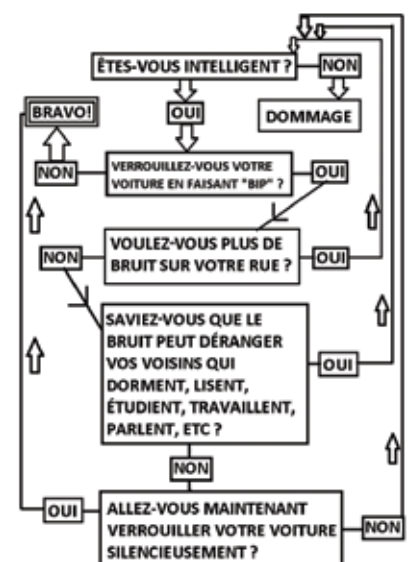 ÊTES-VOUS INTELLIGENT ?
NON
BRAVO!
OUI
DOMMAGE
NON
VERROUILLEZ-VOUS VOTRE
VOITURE EN FAISANT "BIP" ?
OUI
NON
VOULEZ-VOUS PLUS DE
BRUIT SUR VOTRE RUE ?
OUI
SAVIEZ-VOUS QUE LE
BRUIT PEUT DÉRANGER
VOS VOISINS QUI
DORMENT, LISENT,
ÉTUDIENT, TRAVAILLENT,
PARLENT, ETC ?
OUI
NON
OUI
ALLEZ-VOUS MAINTENANT
VERROUILLER VOTRE VOITURE
SILENCIEUSEMENT ?
NON